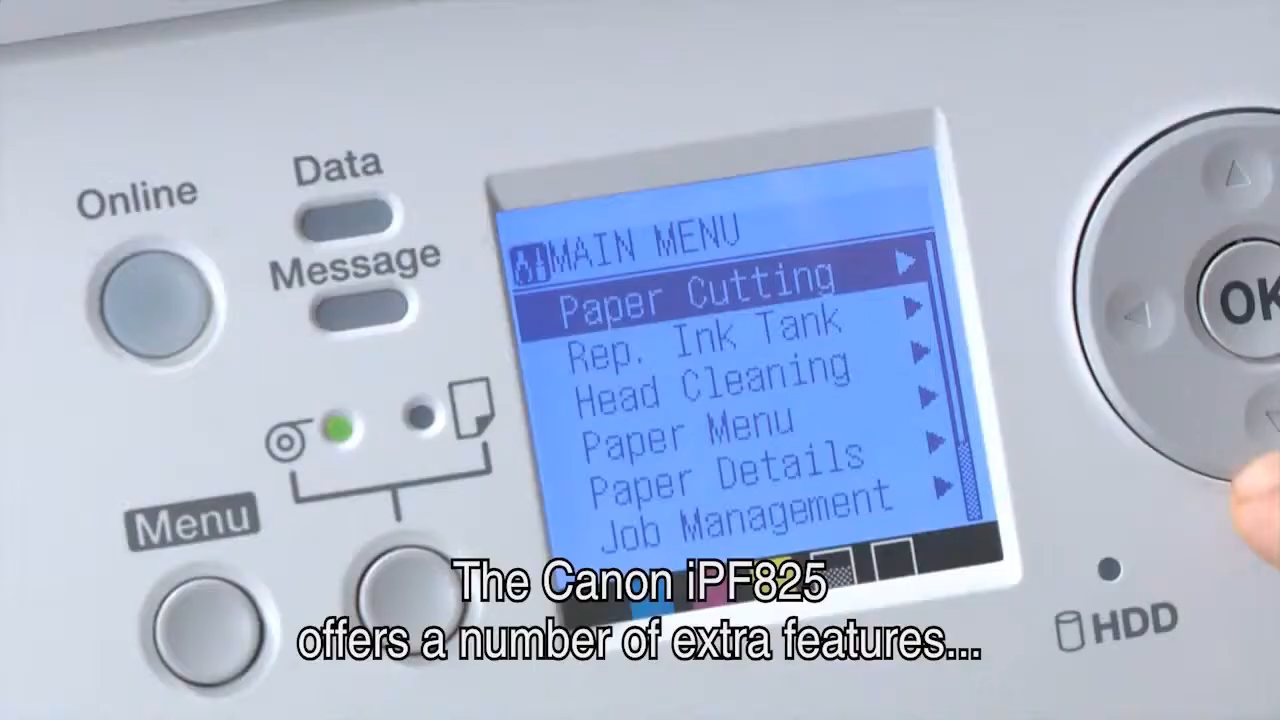 Online
Data
Message
Menu
MAIN MENU
Paper Cutting
Rep. Ink Tank
Head Cleaning
Paper Menu
Paper Details
Job Management
OK
HDD
The Canon iPF825
offers a number of extra features...